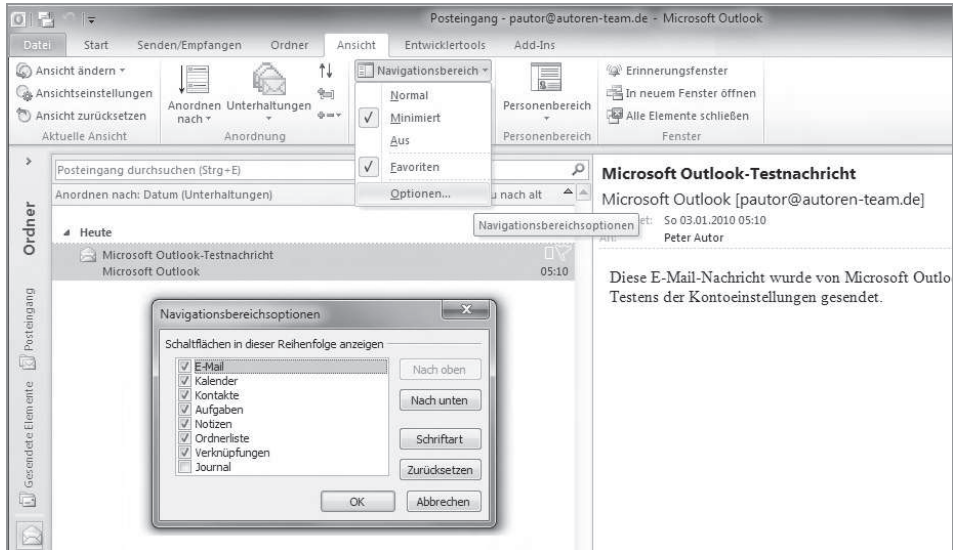 Posteingang - pautor@autoren-team.de - Microsoft Outlook
Datei Start Senden/Empfangen Ordner Ansicht Entwicklertools Add-Ins
Ansicht ändern
Ansichtseinstellungen
Ansicht zurücksetzen
Aktuelle Ansicht
Anordnen nach
Unterhaltungen
Anordnung
Navigationsbereich
Normal
Minimiert
Aus
Favoriten
Optionen...
Navigationsbereichsoptionen
Personenbereich
Personenbereich
Erinnerungsfenster
In neuem Fenster öffnen
Alle Elemente schließen
Fenster
Ordner
Posteingang
Gesendete Elemente
Posteingang durchsuchen (Strg+E)
Anordnen nach: Datum (Unterhaltungen) nach alt
Heute
Microsoft Outlook-Testnachricht
Microsoft Outlook 05:10
Navigationsbereichsoptionen
Schaltflächen in dieser Reihenfolge anzeigen
E-Mail
Kalender
Kontakte
Aufgaben
Notizen
Ordnerliste
Verknüpfungen
Journal
Nach oben
Nach unten
Schriftart
Zurücksetzen
OK Abbrechen
Microsoft Outlook-Testnachricht
Microsoft Outlook [pautor@autoren-team.de]
So 03.01.2010 05:10
An: Peter Autor
Diese E-Mail-Nachricht wurde von Microsoft Outlo
Testens der Kontoeinstellungen gesendet.